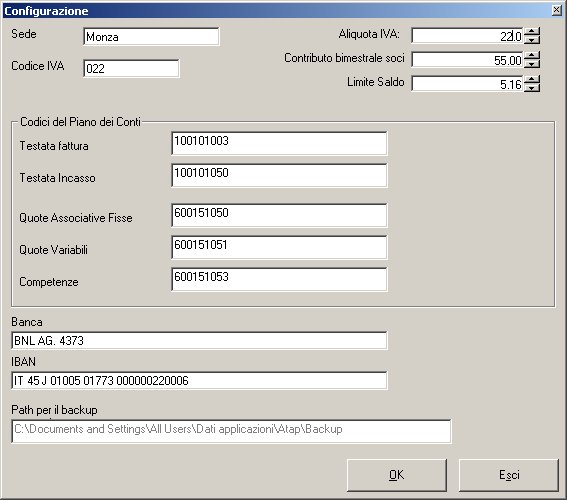 Configurazione
Sede Monza
Aliquota IVA: 22.0
Contributo bimestrale soci 55.00
Codice IVA 022
Limite Saldo 5.16
Codici del Piano dei Conti
Testata fattura 100101003
Testata Incasso 100101050
Quote Associative Fisse 600151050
Quote Variabili 600151051
Competenze 600151053
Banca
BNL AG. 4373
IBAN
IT 45 J 01005 01773 000000220006
Path per il backup
C:\Documents and Settings\All Users\Dati applicazioni\Atap\Backup
OK Esci